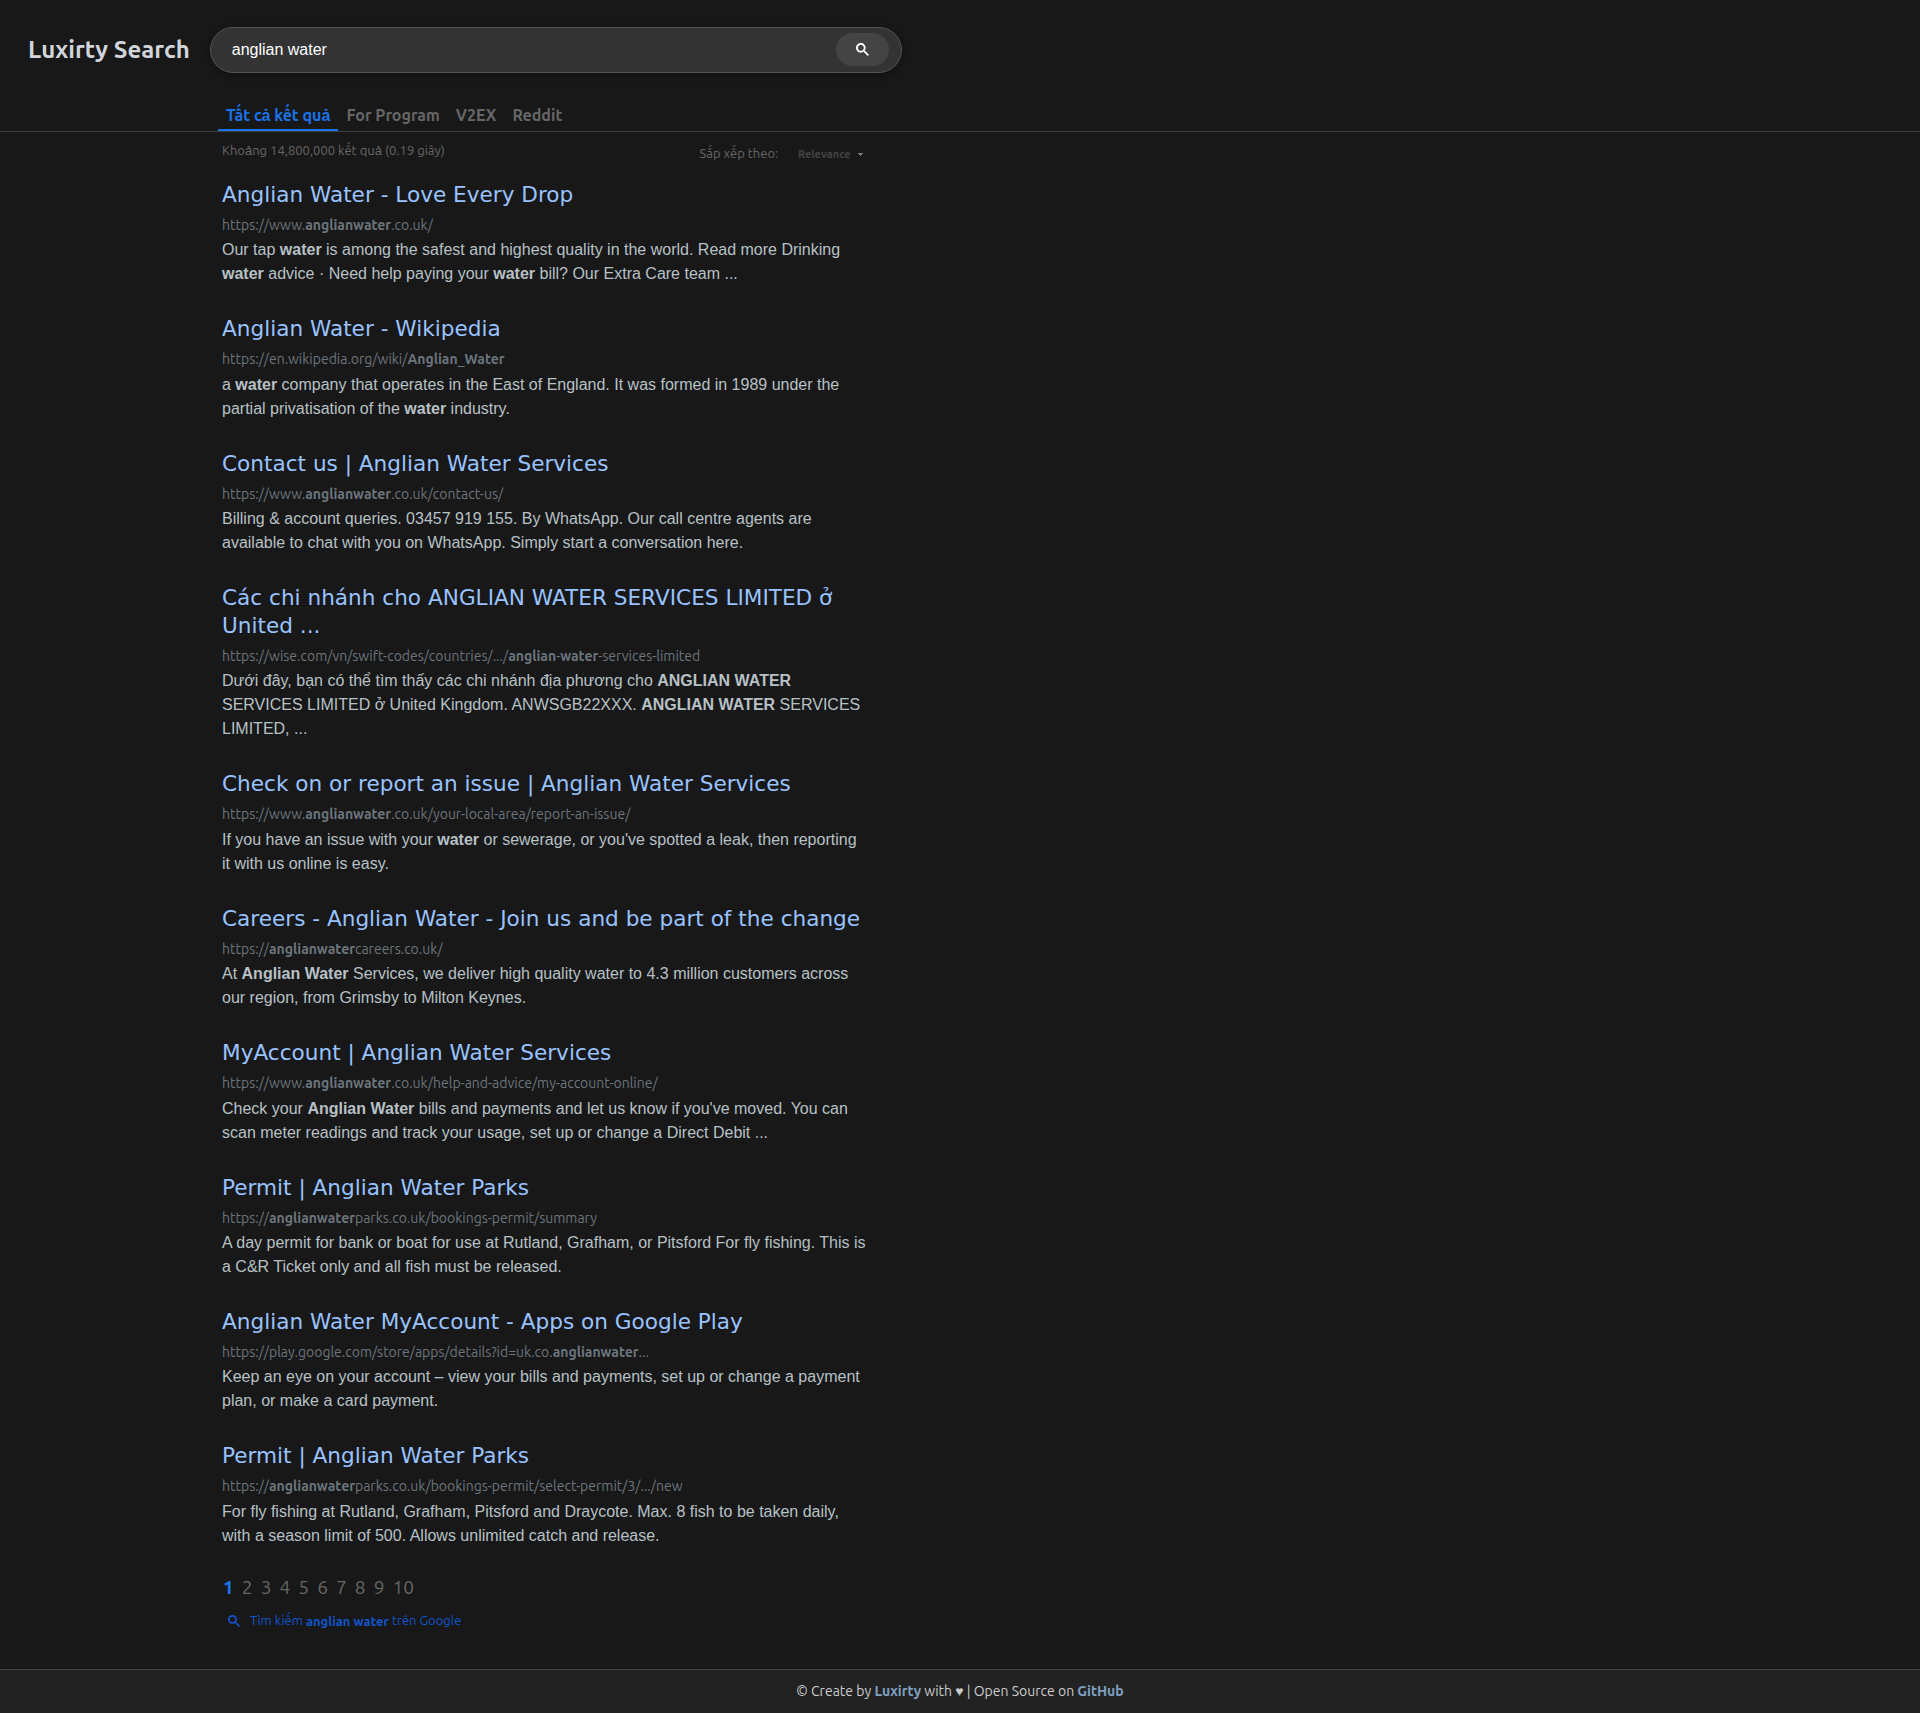 Luxirty Search
anglian water
Tất cả kết quả For Program V2EX Reddit
Khoảng 14,800,000 kết quả (0.19 giây)
Sắp xếp theo: Relevance
Anglian Water - Love Every Drop
https://www.anglianwater.co.uk/
Our tap water is among the safest and highest quality in the world. Read more Drinking
water advice · Need help paying your water bill? Our Extra Care team ...
Anglian Water - Wikipedia
https://en.wikipedia.org/wiki/Anglian_Water
a water company that operates in the East of England. It was formed in 1989 under the
partial privatisation of the water industry.
Contact us | Anglian Water Services
https://www.anglianwater.co.uk/contact-us/
Billing & account queries. 03457 919 155. By WhatsApp. Our call centre agents are
available to chat with you on WhatsApp. Simply start a conversation here.
Các chi nhánh cho ANGLIAN WATER SERVICES LIMITED ở
United ...
https://wise.com/vn/swift-codes/countries/.../anglian-water-services-limited
Dưới đây, bạn có thể tìm thấy các chi nhánh địa phương cho ANGLIAN WATER
SERVICES LIMITED ở United Kingdom. ANWSGB22XXX. ANGLIAN WATER SERVICES
LIMITED, ...
Check on or report an issue | Anglian Water Services
https://www.anglianwater.co.uk/your-local-area/report-an-issue/
If you have an issue with your water or sewerage, or you've spotted a leak, then reporting
it with us online is easy.
Careers - Anglian Water - Join us and be part of the change
https://anglianwatercareers.co.uk/
At Anglian Water Services, we deliver high quality water to 4.3 million customers across
our region, from Grimsby to Milton Keynes.
MyAccount | Anglian Water Services
https://www.anglianwater.co.uk/help-and-advice/my-account-online/
Check your Anglian Water bills and payments and let us know if you've moved. You can
scan meter readings and track your usage, set up or change a Direct Debit ...
Permit | Anglian Water Parks
https://anglianwaterparks.co.uk/bookings-permit/summary
A day permit for bank or boat for use at Rutland, Grafham, or Pitsford For fly fishing. This is
a C&R Ticket only and all fish must be released.
Anglian Water MyAccount - Apps on Google Play
https://play.google.com/store/apps/details?id=uk.co.anglianwater...
Keep an eye on your account – view your bills and payments, set up or change a payment
plan, or make a card payment.
Permit | Anglian Water Parks
https://anglianwaterparks.co.uk/bookings-permit/select-permit/3/.../new
For fly fishing at Rutland, Grafham, Pitsford and Draycote. Max. 8 fish to be taken daily,
with a season limit of 500. Allows unlimited catch and release.
1 2 3 4 5 6 7 8 9 10
Tìm kiếm anglian water trên Google
© Create by Luxirty with ♥ | Open Source on GitHub